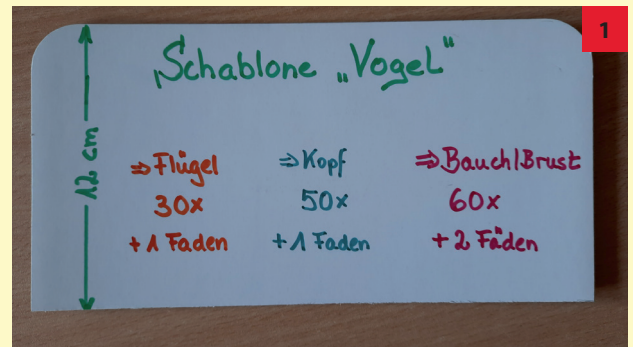 1
Schablone „Vogel“
12 cm
⇒ Flügel
30x
+ 1 Faden
⇒ Kopf
50x
+ 1 Faden
⇒ Bauch/Brust
60x
+ 2 Fäden